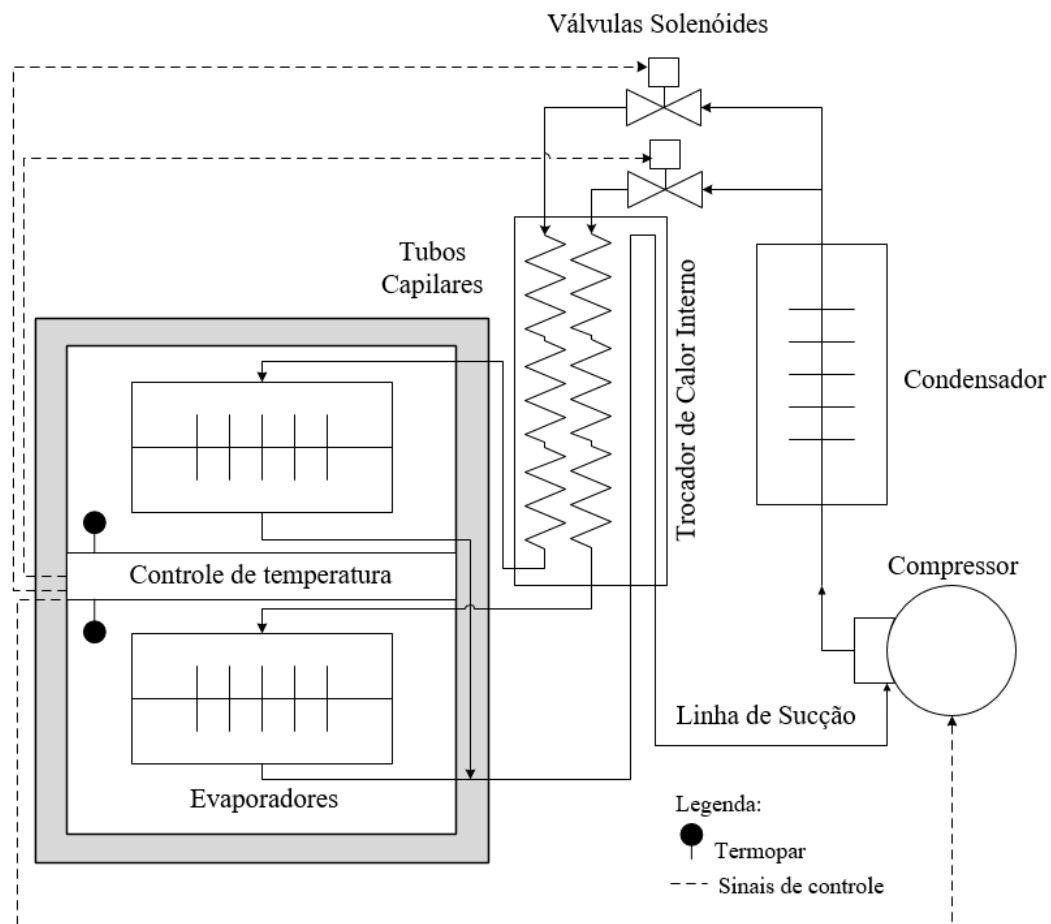 Válvulas Solenóides
Tubos
Capilares
Trocador de Calor Interno
Condensador
Compressor
Controle de temperatura
Linha de Sucção
Evaporadores
Legenda:
Termopar
Sinais de controle